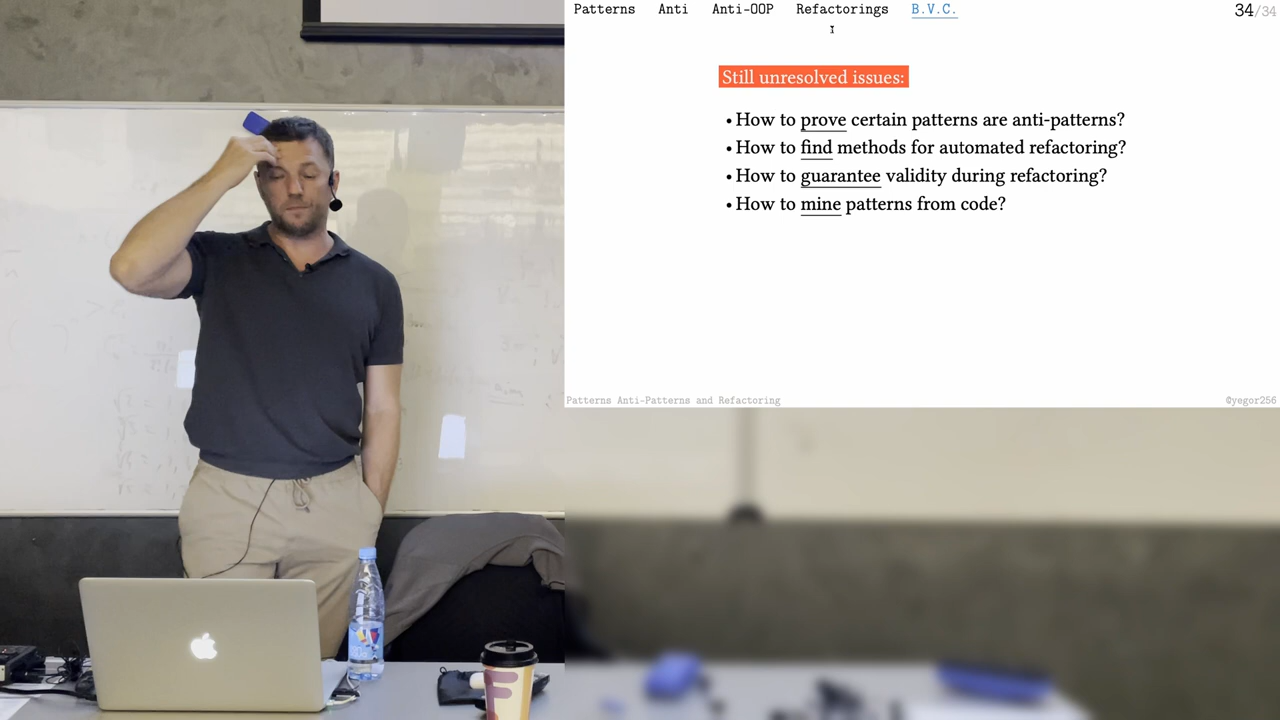 Patterns Anti Anti-OOP Refactorings B.V.C. 34/34
Still unresolved issues:
• How to prove certain patterns are anti-patterns?
• How to find methods for automated refactoring?
• How to guarantee validity during refactoring?
• How to mine patterns from code?
Patterns Anti-Patterns and Refactoring @yegor256